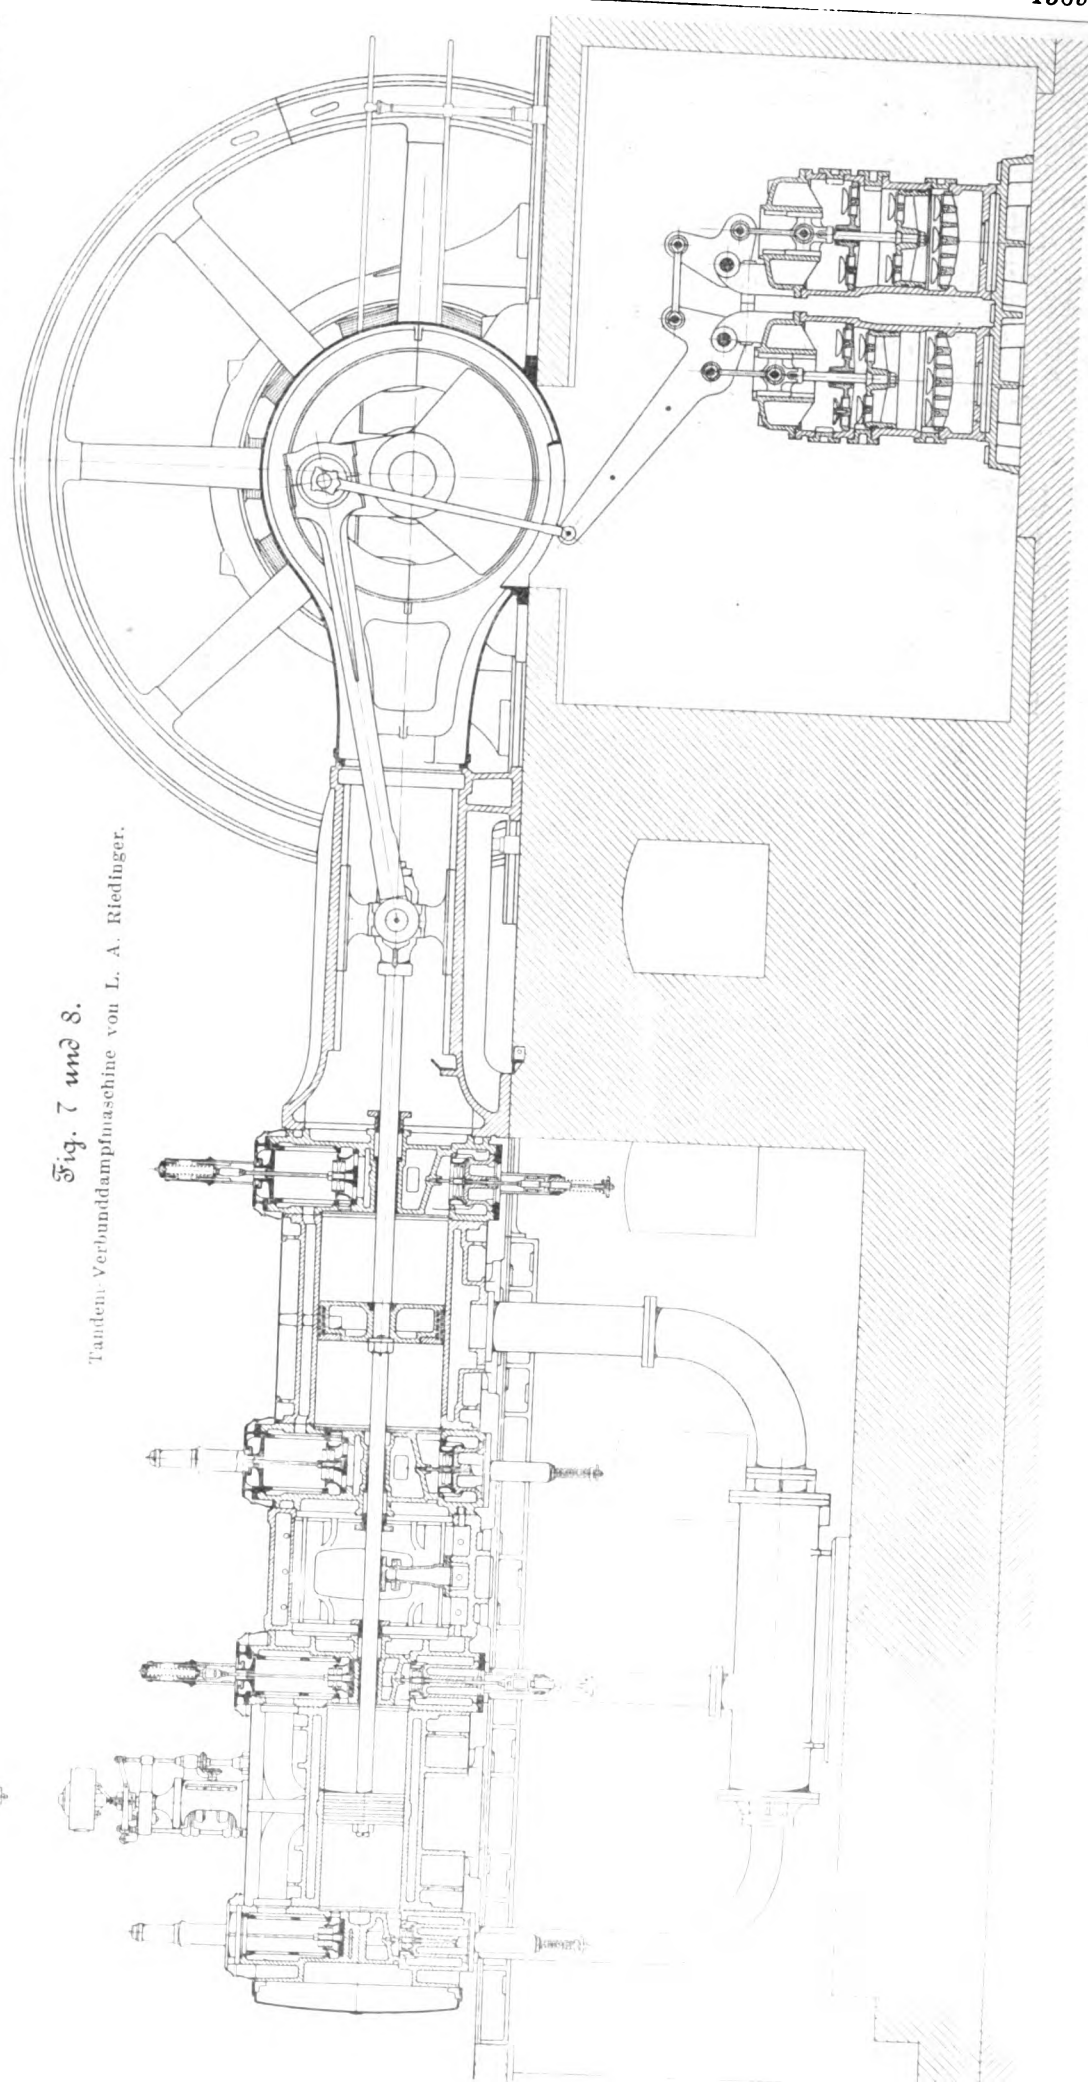 Fig. 7 und 8.
Tandem-Verbunddampfmaschine von L. A. Riedinger.